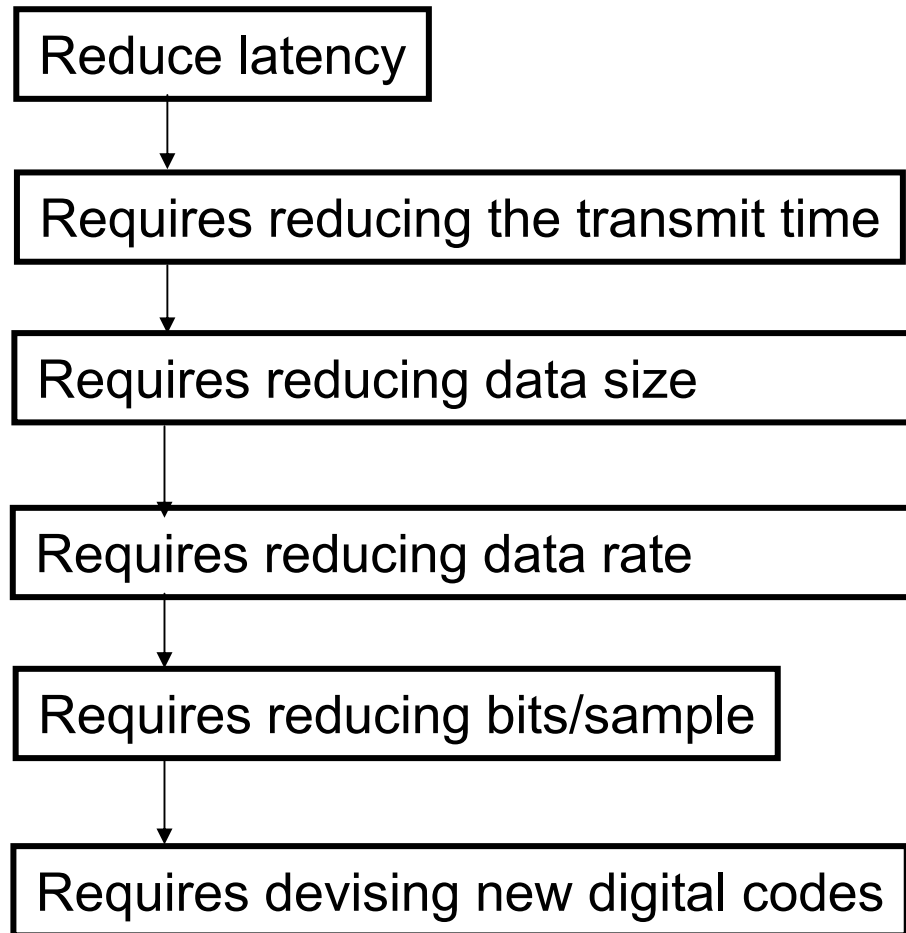 Reduce latency
Requires reducing the transmit time
Requires reducing data size
Requires reducing data rate
Requires reducing bits/sample
Requires devising new digital codes